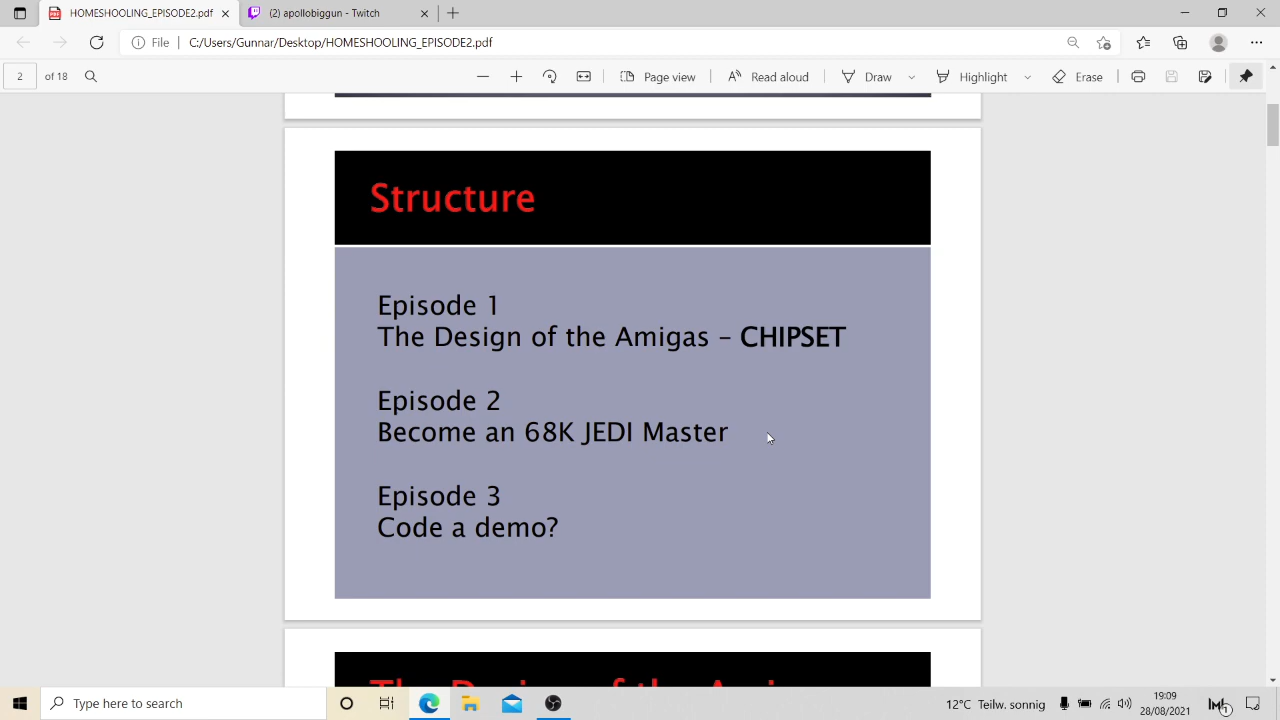 HOMESHOOLING_EPISODE2.pdf
(2) apollobiggun - Twitch
File
C:/Users/Gunnar/Desktop/HOMESHOOLING_EPISODE2.pdf
2 of 18
Page view
Read aloud
Draw
Highlight
Erase
Structure
Episode 1
The Design of the Amigas – CHIPSET
Episode 2
Become an 68K JEDI Master
Episode 3
Code a demo?
Type here to search
12°C Teilw. sonnig
19:09
28/08/2021